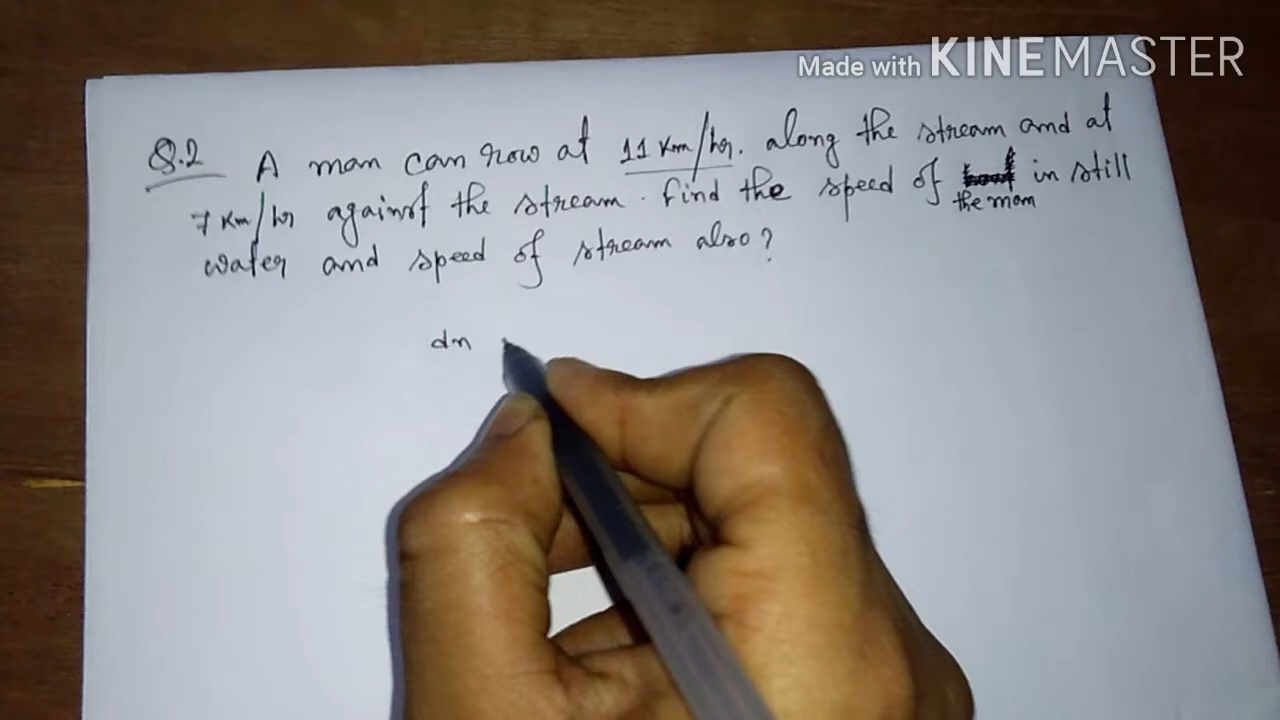 Made with KINEMASTER
Q.2 A man can row at 11 Km/hr. along the stream and at
7 Km/hr against the stream. find the speed of the man in still
water and speed of stream also?
dn